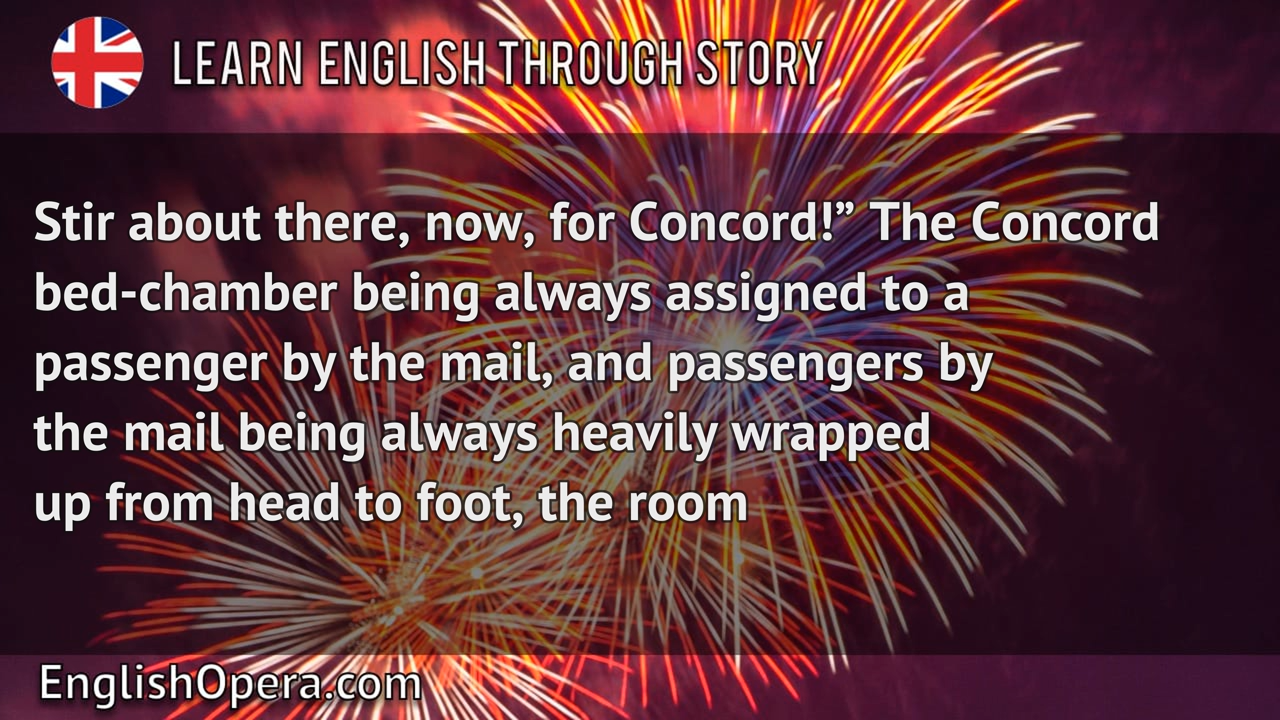 LEARN ENGLISH THROUGH STORY
Stir about there, now, for Concord!” The Concord
bed-chamber being always assigned to a
passenger by the mail, and passengers by
the mail being always heavily wrapped
up from head to foot, the room
EnglishOpera.com